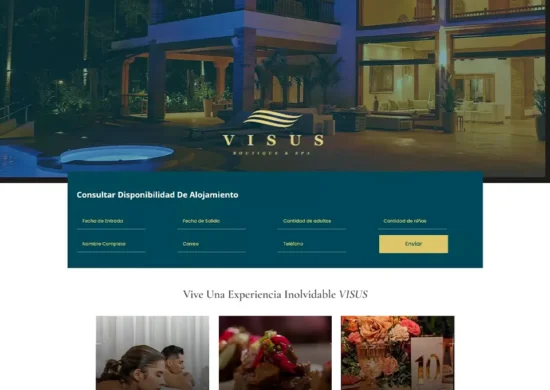 VISUS
BOUTIQUE & SPA
Consultar Disponibilidad De Alojamiento
Fecha de Entrada
Fecha de Salida
Cantidad de adultos
Cantidad de niños
Nombre Completo
Correo
Teléfono
Enviar
Vive Una Experiencia Inolvidable VISUS
10